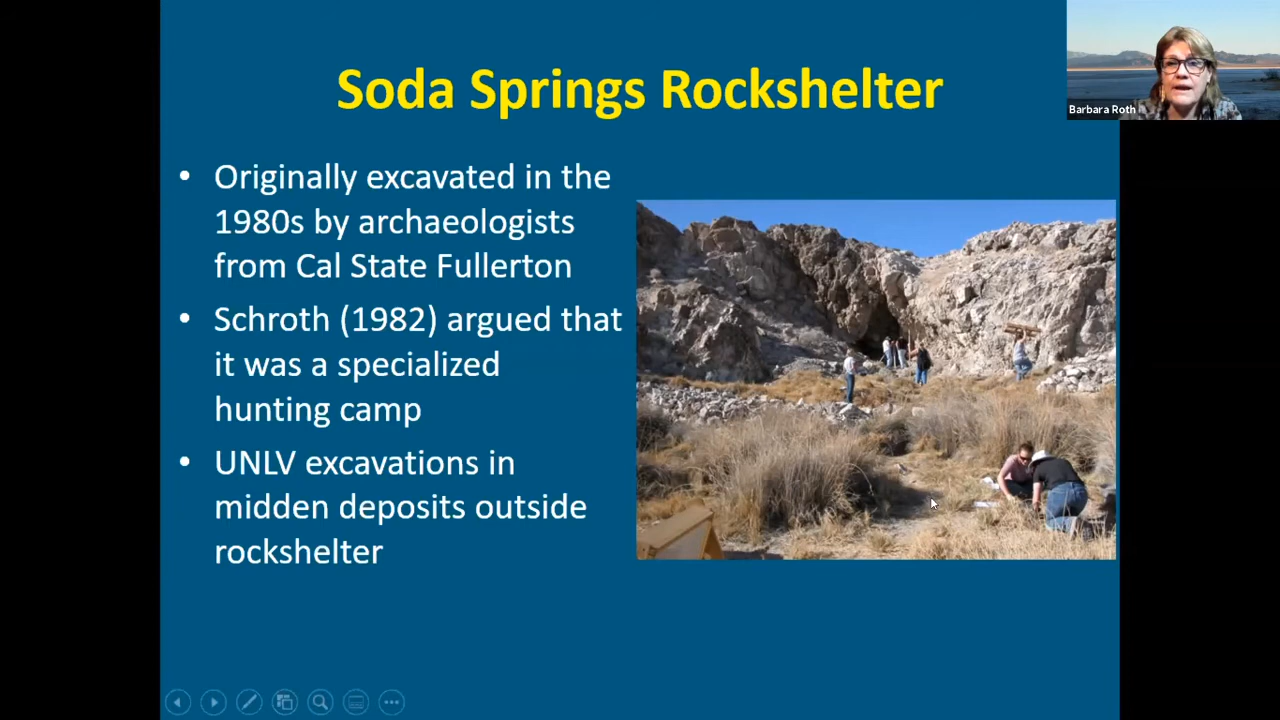 Soda Springs Rockshelter
Barbara Roth
• Originally excavated in the
1980s by archaeologists
from Cal State Fullerton
• Schroth (1982) argued that
it was a specialized
hunting camp
• UNLV excavations in
midden deposits outside
rockshelter